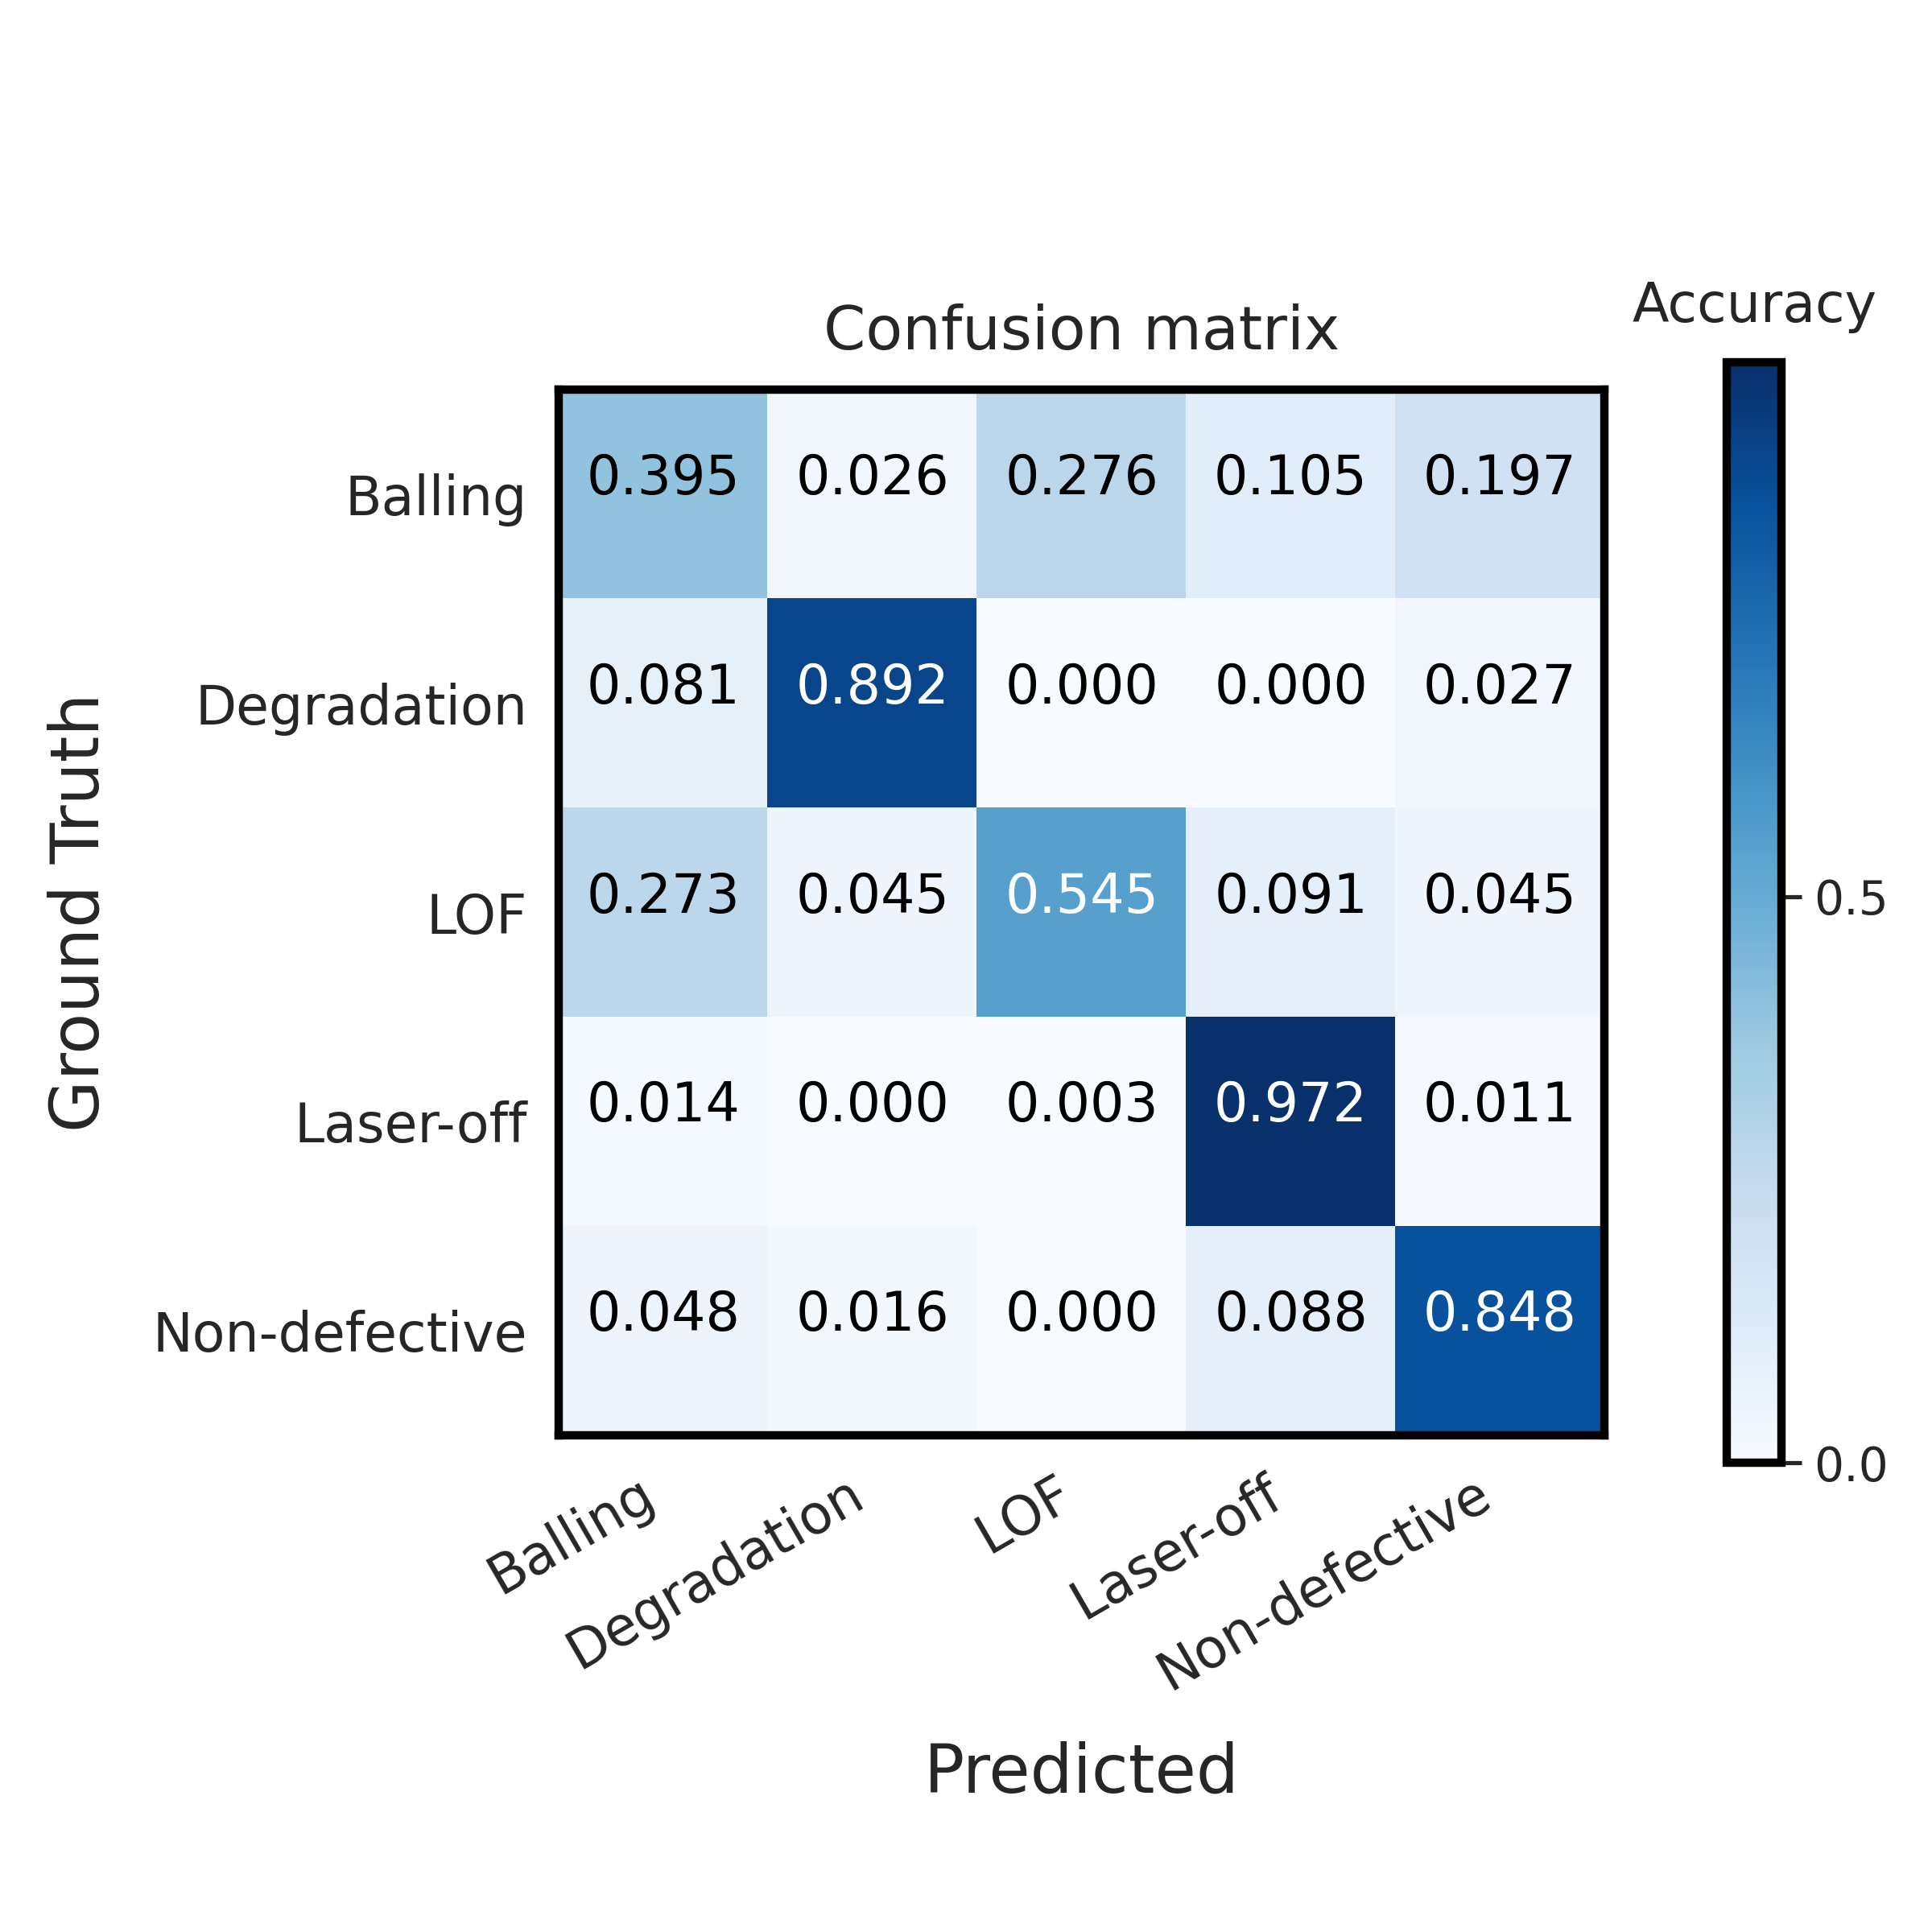 Accuracy
Confusion matrix
Balling 0.395 0.026 0.276 0.105 0.197
Degradation 0.081 0.892 0.000 0.000 0.027
LOF 0.273 0.045 0.545 0.091 0.045
Laser-off 0.014 0.000 0.003 0.972 0.011
Non-defective 0.048 0.016 0.000 0.088 0.848
Ground Truth
0.5
0.0
Balling Degradation LOF Laser-off Non-defective
Predicted